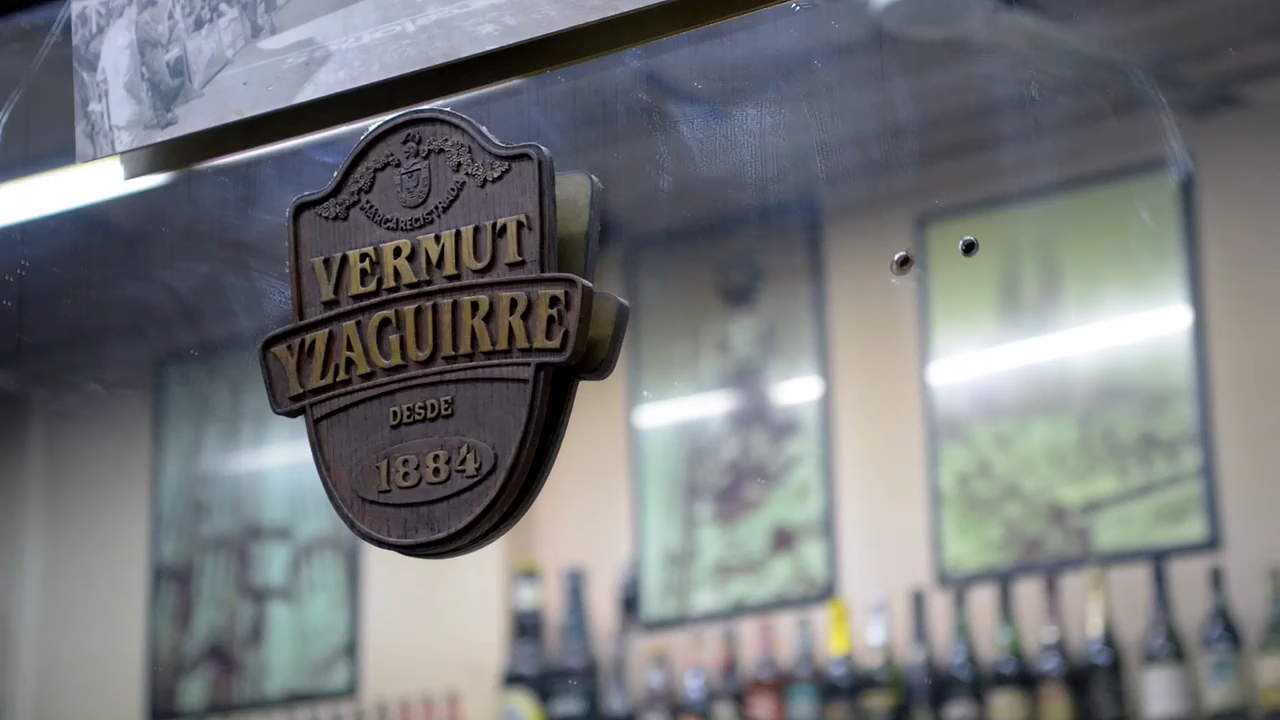 MARCA REGISTRADA
VERMUT
YZAGUIRRE
DESDE
1884